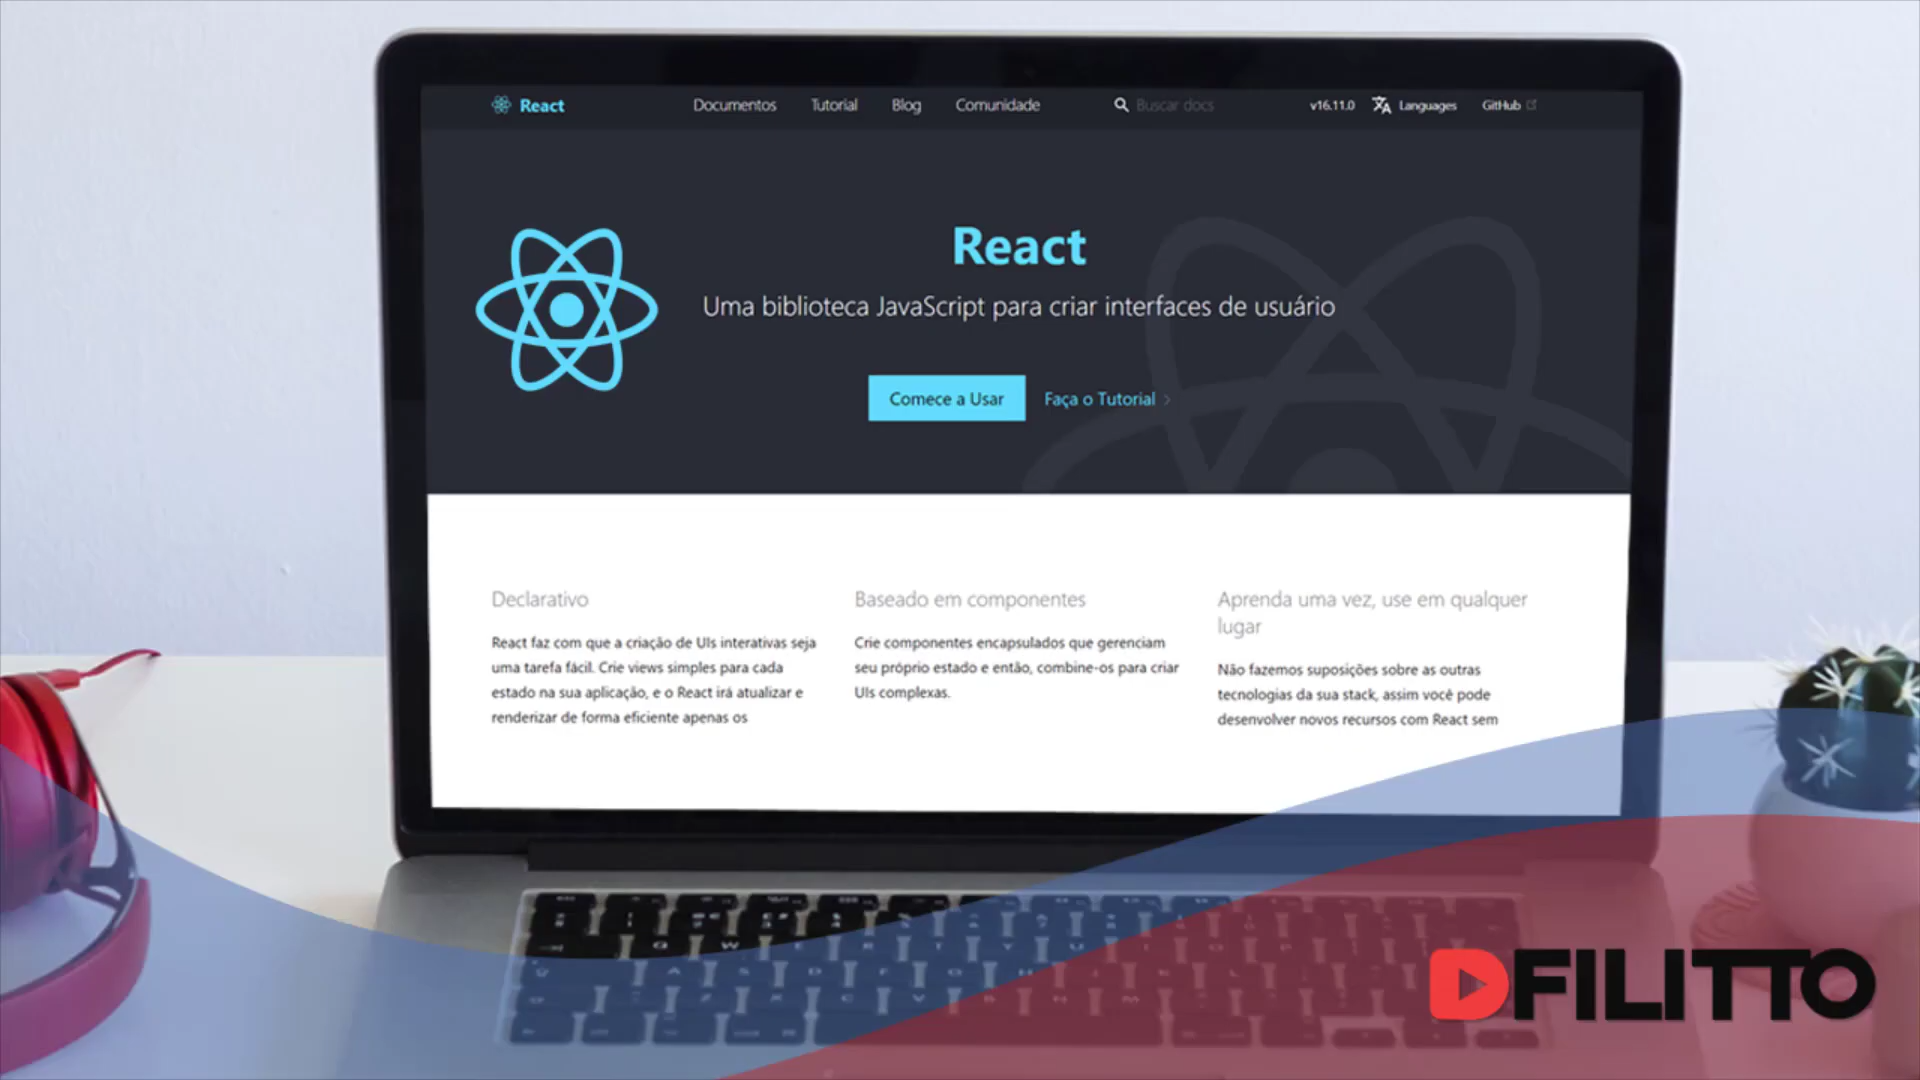 React
Documentos
Tutorial
Blog
Comunidade
Buscar docs
v16.11.0
Languages
GitHub
React
Uma biblioteca JavaScript para criar interfaces de usuário
Comece a Usar
Faça o Tutorial
Declarativo
React faz com que a criação de UIs interativas seja
uma tarefa fácil. Crie views simples para cada
estado na sua aplicação, e o React irá atualizar e
renderizar de forma eficiente apenas os
Baseado em componentes
Crie componentes encapsulados que gerenciam
seu próprio estado e então, combine-os para criar
UIs complexas.
Aprenda uma vez, use em qualquer
lugar
Não fazemos suposições sobre as outras
tecnologias da sua stack, assim você pode
desenvolver novos recursos com React sem
DFILITTO